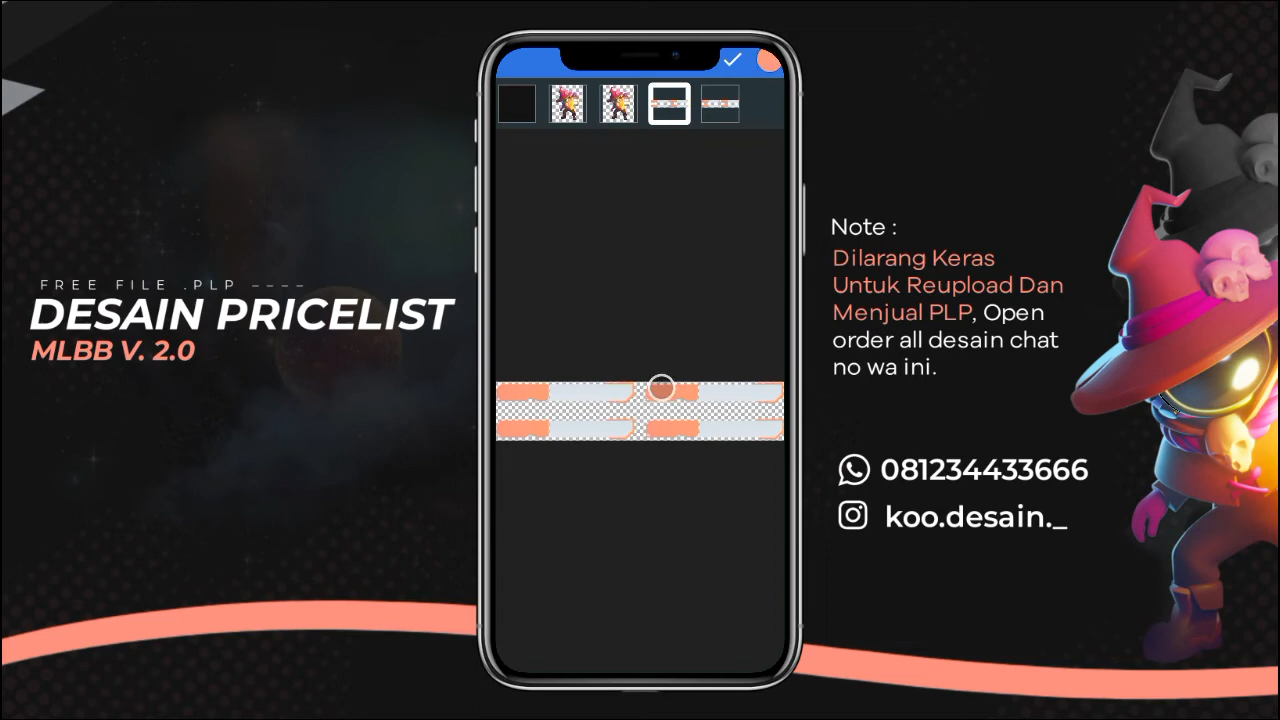 FREE FILE .PLP ––––
DESAIN PRICELIST
MLBB V. 2.0
Note :
Dilarang Keras
Untuk Reupload Dan
Menjual PLP, Open
order all desain chat
no wa ini.
081234433666
koo.desain._